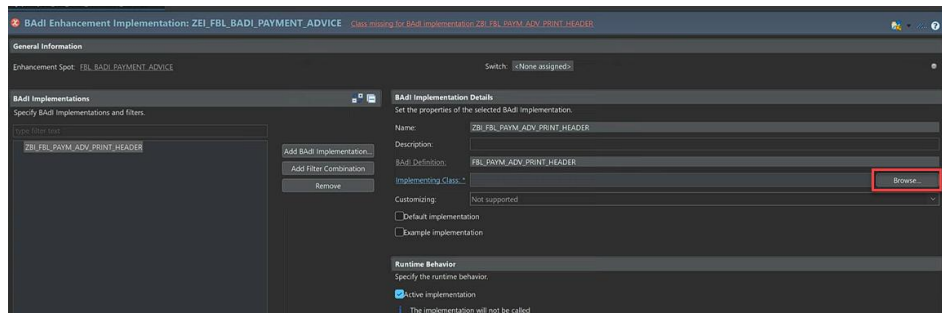 BAdI Enhancement Implementation: ZEI_FBL_BADI_PAYMENT_ADVICE Class missing for BAdI implementation ZBI_FBL_PAYM_ADV_PRINT_HEADER
General Information
Enhancement Spot: FBL_BADI_PAYMENT_ADVICE
Switch: <None assigned>
BAdI Implementations
Specify BAdI Implementations and filters.
type filter text
ZBI_FBL_PAYM_ADV_PRINT_HEADER
Add BAdI Implementation...
Add Filter Combination
Remove
BAdI Implementation Details
Set the properties of the selected BAdI Implementation.
Name: ZBI_FBL_PAYM_ADV_PRINT_HEADER
Description:
BAdI Definition: FBL_PAYM_ADV_PRINT_HEADER
Implementing Class: * Browse...
Customizing: Not supported
Default implementation
Example implementation
Runtime Behavior
Specify the runtime behavior.
Active implementation
The implementation will not be called